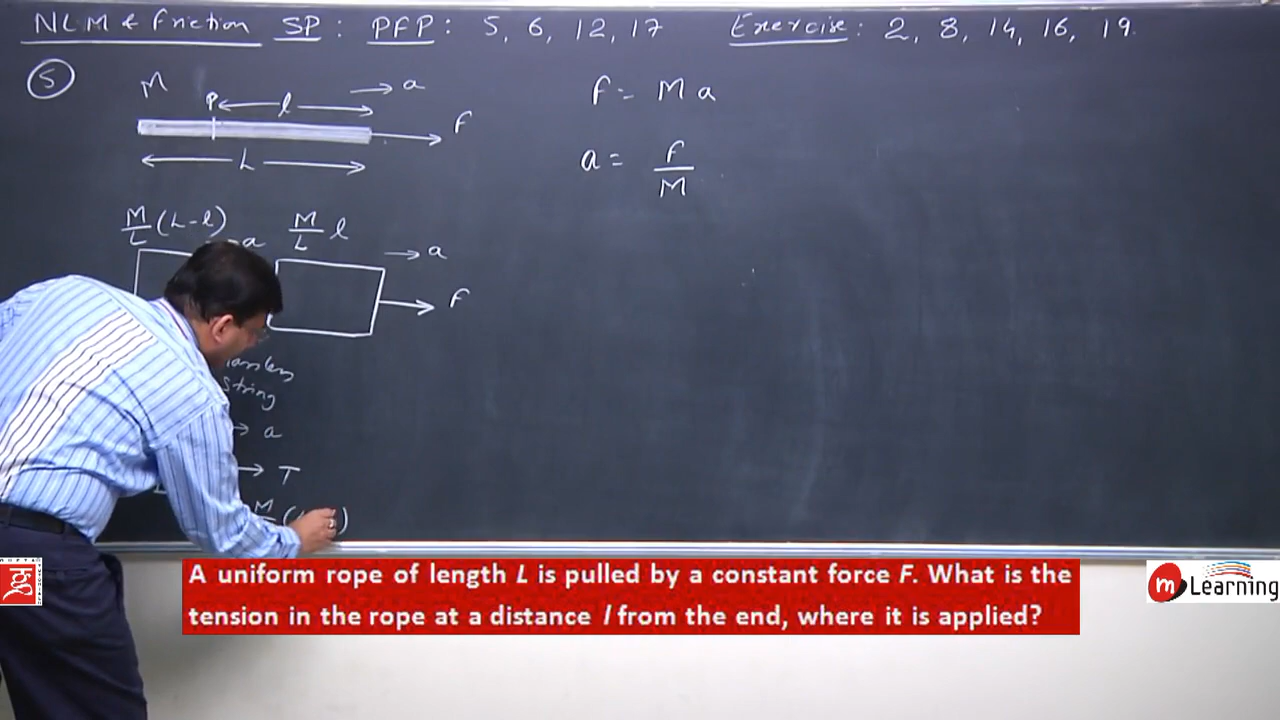 NLM & Friction SP : PFP : 5, 6, 12, 17 Exercise : 2, 8, 14, 16, 19
5
M
→ a
P l
F
L
F = Ma
a = F/M
M/L (L-l) M/L l
a → a
F
String
→ a
→ T
M
A uniform rope of length L is pulled by a constant force F. What is the
tension in the rope at a distance l from the end, where it is applied?
m Learning